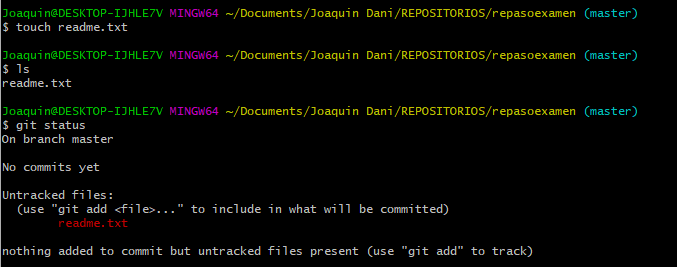 Joaquin@DESKTOP-IJHLE7V MINGW64 ~/Documents/Joaquin Dani/REPOSITORIOS/repasoexamen (master)
$ touch readme.txt
Joaquin@DESKTOP-IJHLE7V MINGW64 ~/Documents/Joaquin Dani/REPOSITORIOS/repasoexamen (master)
$ ls
readme.txt
Joaquin@DESKTOP-IJHLE7V MINGW64 ~/Documents/Joaquin Dani/REPOSITORIOS/repasoexamen (master)
$ git status
On branch master
No commits yet
Untracked files:
  (use "git add <file>..." to include in what will be committed)
        readme.txt
nothing added to commit but untracked files present (use "git add" to track)